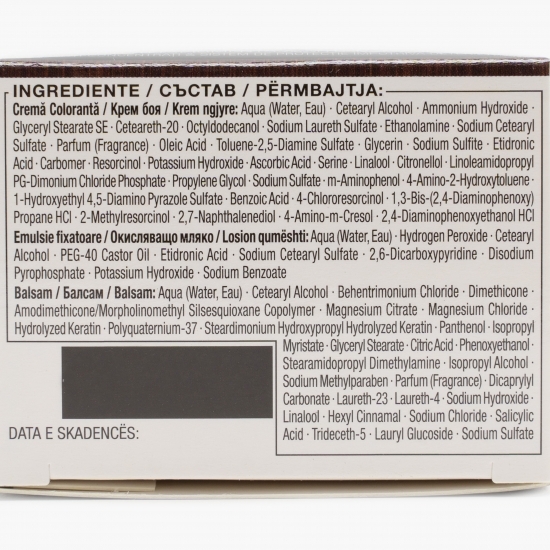 INGREDIENTE / СЪСТАВ / PËRMBAJTJA:
Cremă Colorantă / Крем боя / Krem ngjyre: Aqua (Water, Eau) · Cetearyl Alcohol · Ammonium Hydroxide ·
Glyceryl Stearate SE · Ceteareth-20 · Octyldodecanol · Sodium Laureth Sulfate · Ethanolamine · Sodium Cetearyl
Sulfate · Parfum (Fragrance) · Oleic Acid · Toluene-2,5-Diamine Sulfate · Glycerin · Sodium Sulfite · Etidronic
Acid · Carbomer · Resorcinol · Potassium Hydroxide · Ascorbic Acid · Serine · Linalool · Citronellol · Linoleamidopropyl
PG-Dimonium Chloride Phosphate · Propylene Glycol · Sodium Sulfate · m-Aminophenol · 4-Amino-2-Hydroxytoluene ·
1-Hydroxyethyl 4,5-Diamino Pyrazole Sulfate · Benzoic Acid · 4-Chlororesorcinol · 1,3-Bis-(2,4-Diaminophenoxy)
Propane HCl · 2-Methylresorcinol · 2,7-Naphthalenediol · 4-Amino-m-Cresol · 2,4-Diaminophenoxyethanol HCl
Emulsie fixatoare / Окисляващо мляко / Losion qumështi: Aqua (Water, Eau) · Hydrogen Peroxide · Cetearyl
Alcohol · PEG-40 Castor Oil · Etidronic Acid · Sodium Cetearyl Sulfate · 2,6-Dicarboxypyridine · Disodium
Pyrophosphate · Potassium Hydroxide · Sodium Benzoate
Balsam / Балсам / Balsam: Aqua (Water, Eau) · Cetearyl Alcohol · Behentrimonium Chloride · Dimethicone ·
Amodimethicone/Morpholinomethyl Silsesquioxane Copolymer · Magnesium Citrate · Magnesium Chloride ·
Hydrolyzed Keratin · Polyquaternium-37 · Steardimonium Hydroxypropyl Hydrolyzed Keratin · Panthenol · Isopropyl
Myristate · Glyceryl Stearate · Citric Acid · Phenoxyethanol ·
Stearamidopropyl Dimethylamine · Isopropyl Alcohol ·
Sodium Methylparaben · Parfum (Fragrance) · Dicaprylyl
Carbonate · Laureth-23 · Laureth-4 · Sodium Hydroxide ·
Linalool · Hexyl Cinnamal · Sodium Chloride · Salicylic
Acid · Trideceth-5 · Lauryl Glucoside · Sodium Sulfate
DATA E SKADENCËS: